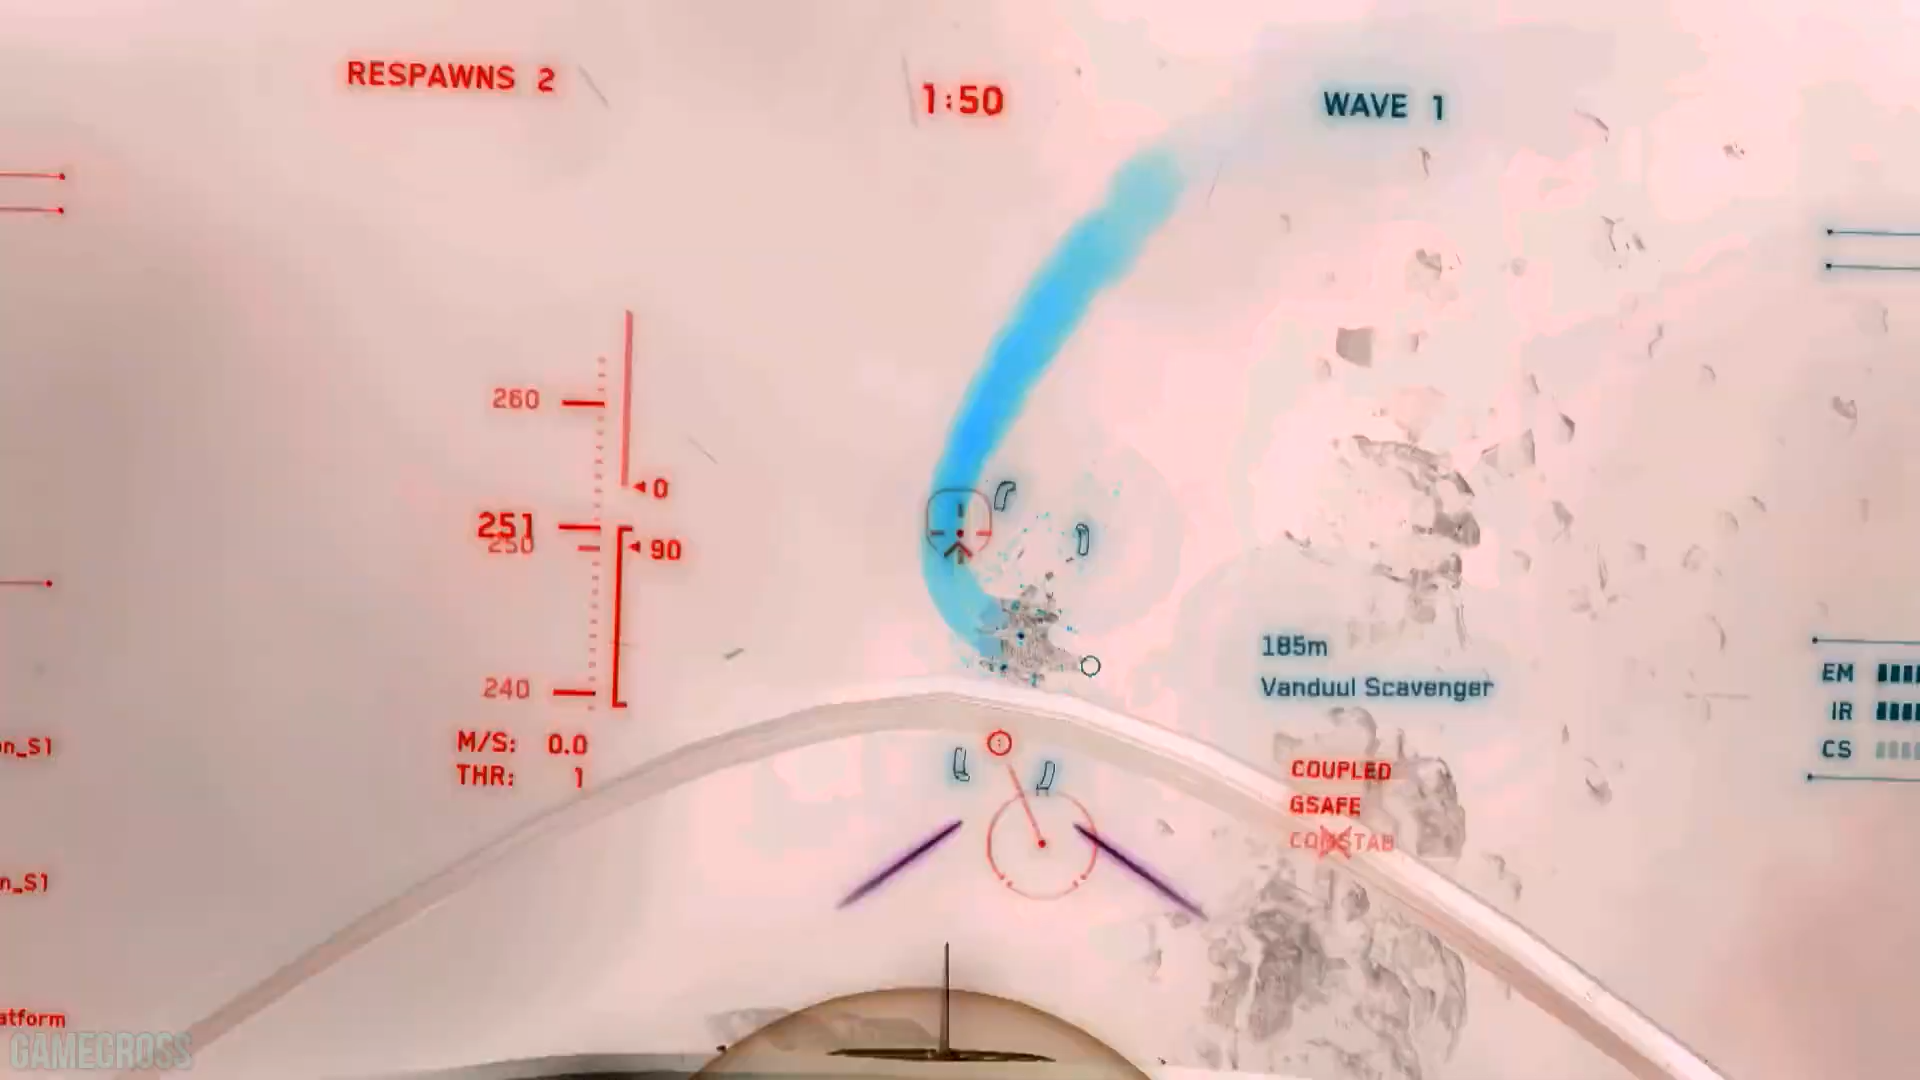 RESPAWNS 2
1:50
WAVE 1
260
0
251
250
90
240
M/S: 0.0
THR: 1
185m
Vanduul Scavenger
EM
IR
CS
COUPLED
GSAFE
COMSTAB
on_S1
n_S1
atform
GAMECROSS